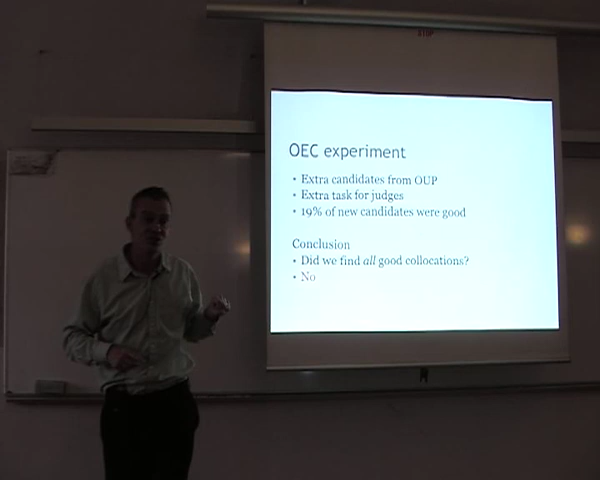 STOP
OEC experiment
• Extra candidates from OUP
• Extra task for judges
• 19% of new candidates were good
Conclusion
• Did we find all good collocations?
• No